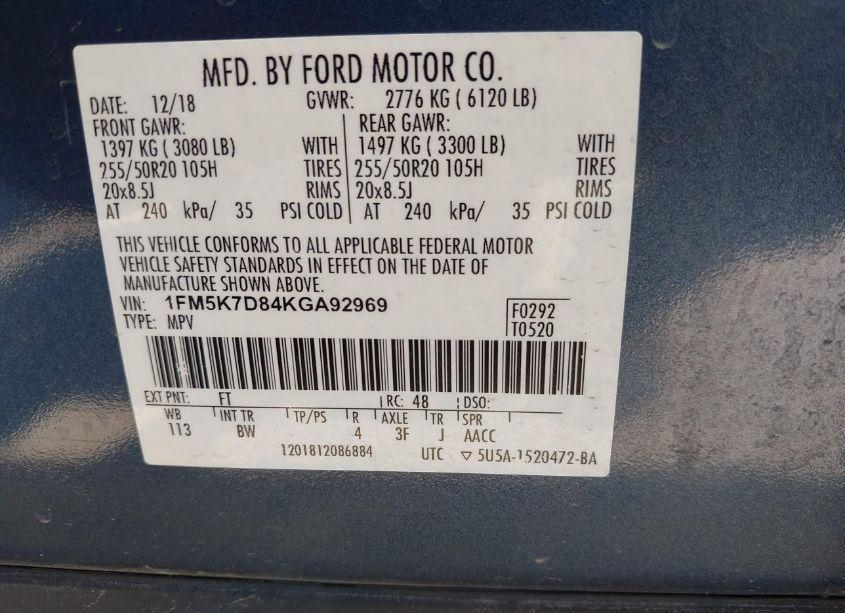 MFD. BY FORD MOTOR CO.
DATE: 12/18 GVWR: 2776 KG ( 6120 LB)
FRONT GAWR: REAR GAWR:
1397 KG ( 3080 LB) WITH 1497 KG ( 3300 LB) WITH
255/50R20 105H TIRES 255/50R20 105H TIRES
20x8.5J RIMS 20x8.5J RIMS
AT 240 kPa/ 35 PSI COLD AT 240 kPa/ 35 PSI COLD
THIS VEHICLE CONFORMS TO ALL APPLICABLE FEDERAL MOTOR
VEHICLE SAFETY STANDARDS IN EFFECT ON THE DATE OF
MANUFACTURE SHOWN ABOVE.
VIN: 1FM5K7D84KGA92969 F0292
TYPE: MPV T0520
EXT PNT: FT RC: 48 DSO:
WB INT TR TP/PS R AXLE TR SPR
113 BW 4 3F J AACC
1201812086884 UTC ▽ 5U5A-1520472-BA